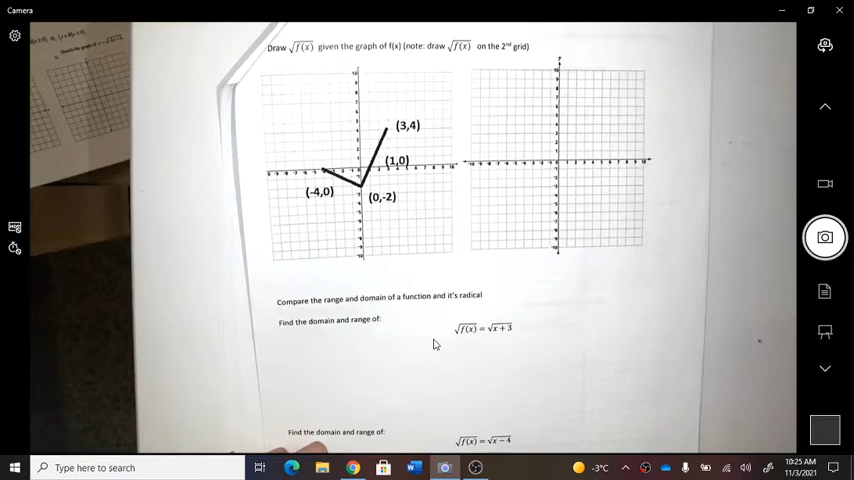 Camera
Draw √f(x) given the graph of f(x) (note: draw √f(x) on the 2nd grid)
(3,4)
(1,0)
(-4,0)
(0,-2)
Compare the range and domain of a function and it's radical
Find the domain and range of:
√f(x) = √x + 3
Find the domain and range of:
√f(x) = √x − 4
Type here to search
-3°C
10:25 AM
11/3/2021